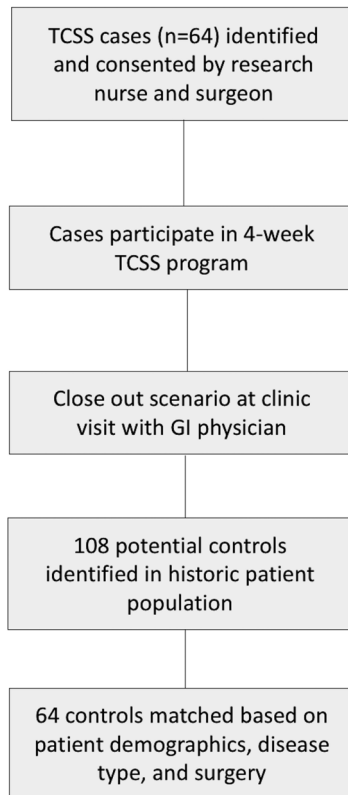 TCSS cases (n=64) identified
and consented by research
nurse and surgeon
Cases participate in 4-week
TCSS program
Close out scenario at clinic
visit with GI physician
108 potential controls
identified in historic patient
population
64 controls matched based on
patient demographics, disease
type, and surgery